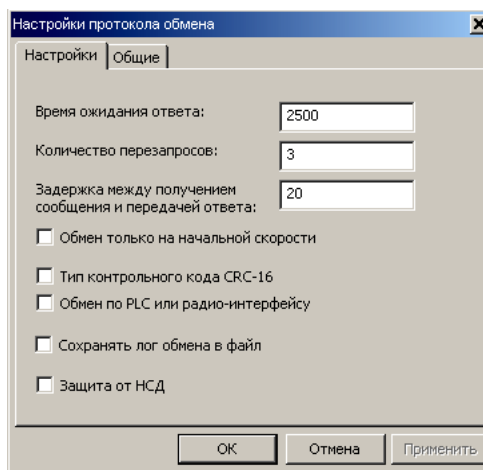 Настройки протокола обмена
Настройки
Общие
Время ожидания ответа:
2500
Количество перезапросов:
3
Задержка между получением
сообщения и передачей ответа:
20
Обмен только на начальной скорости
Тип контрольного кода CRC-16
Обмен по PLC или радио-интерфейсу
Сохранять лог обмена в файл
Защита от НСД
ОК
Отмена
Применить